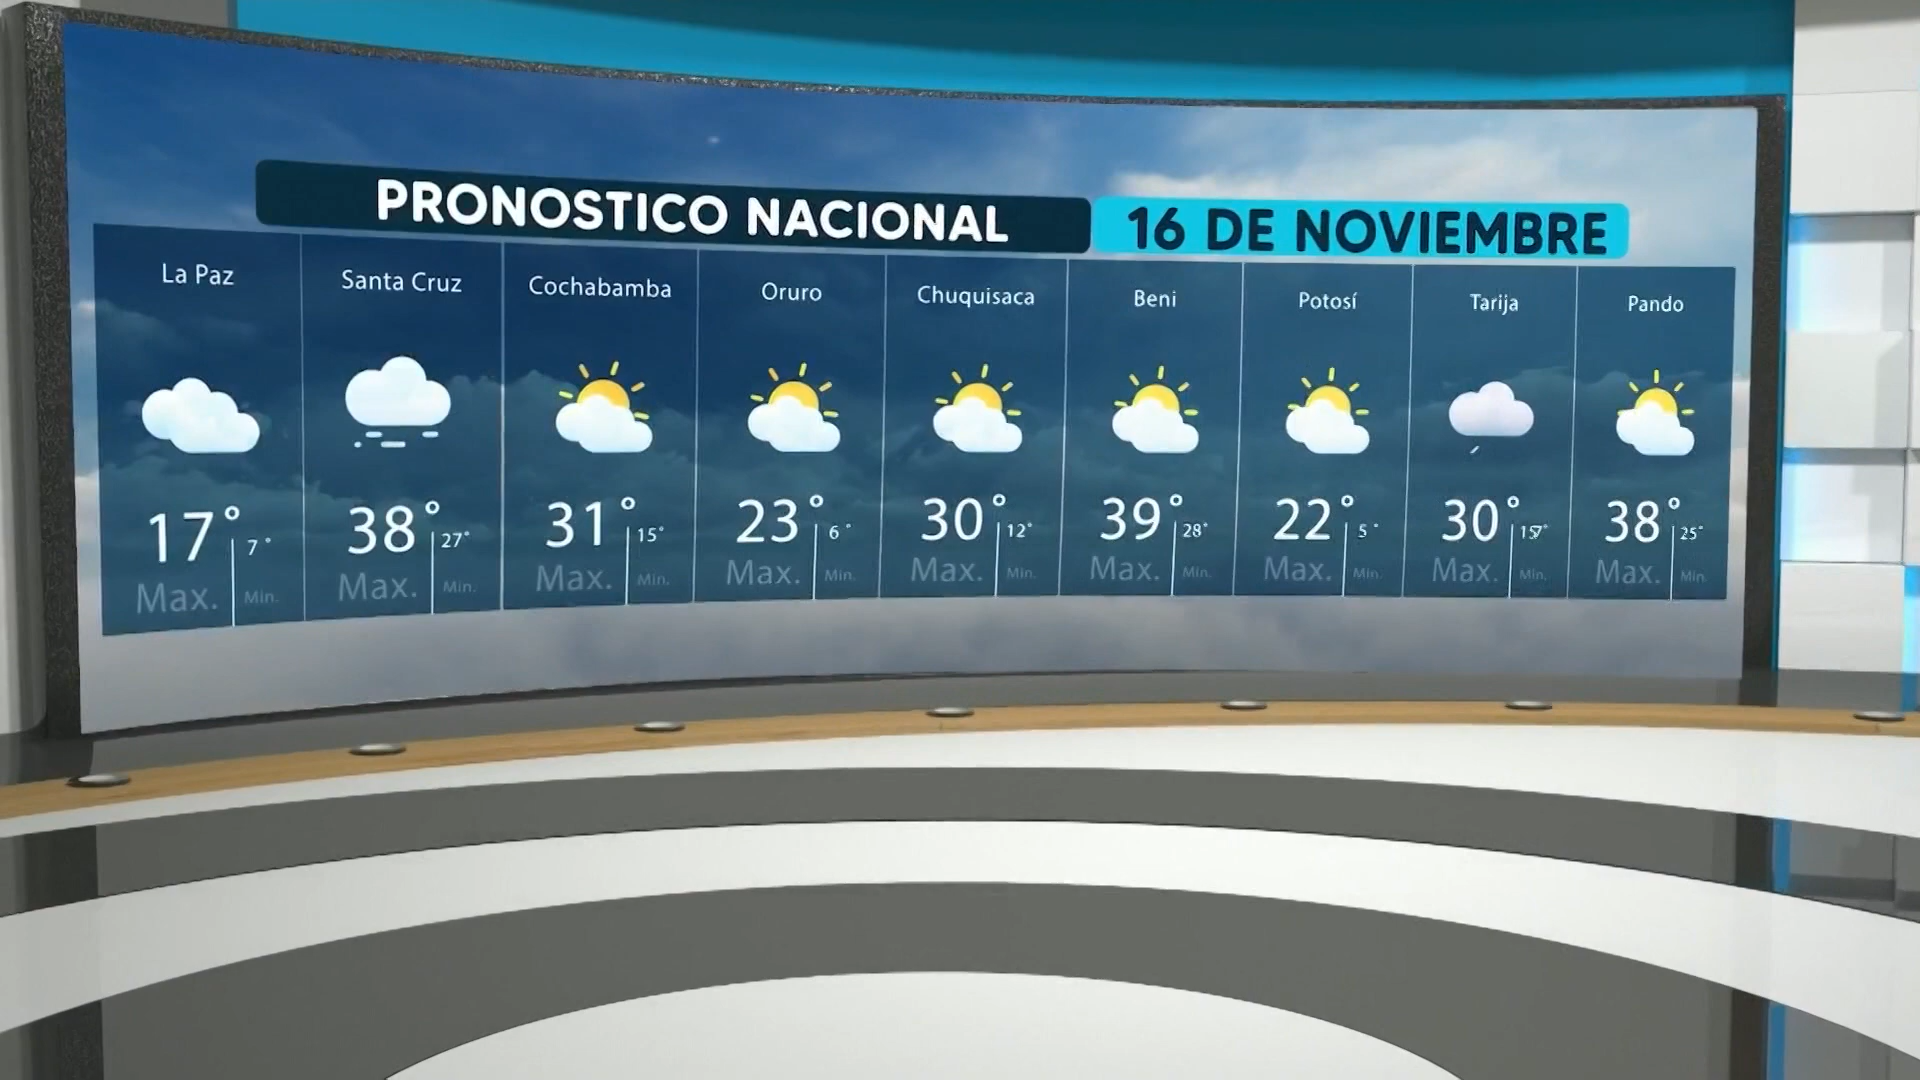 PRONOSTICO NACIONAL
16 DE NOVIEMBRE
La Paz
17° 7°
Max. Min.
Santa Cruz
38° 27°
Max. Min.
Cochabamba
31° 15°
Max. Min.
Oruro
23° 6°
Max. Min.
Chuquisaca
30° 12°
Max. Min.
Beni
39° 28°
Max. Min.
Potosí
22° 5°
Max. Min.
Tarija
30°
Max. Min.
Pando
38° 25°
Max. Min.